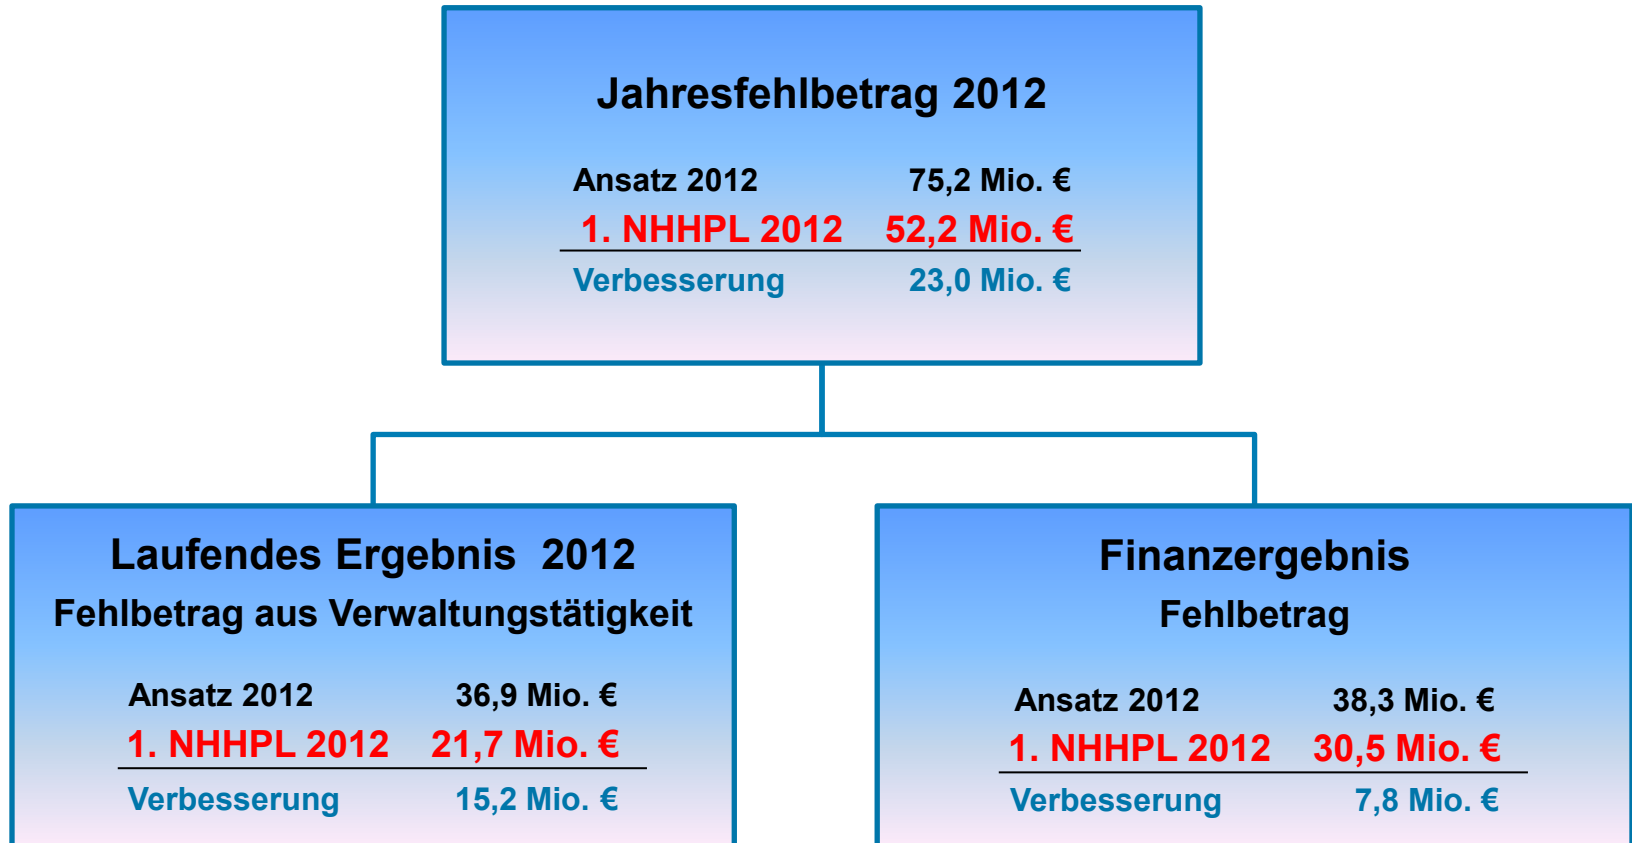 Jahresfehlbetrag 2012
Ansatz 2012 75,2 Mio. €
1. NHHPL 2012 52,2 Mio. €
Verbesserung 23,0 Mio. €
Laufendes Ergebnis 2012
Fehlbetrag aus Verwaltungstätigkeit
Ansatz 2012 36,9 Mio. €
1. NHHPL 2012 21,7 Mio. €
Verbesserung 15,2 Mio. €
Finanzergebnis
Fehlbetrag
Ansatz 2012 38,3 Mio. €
1. NHHPL 2012 30,5 Mio. €
Verbesserung 7,8 Mio. €